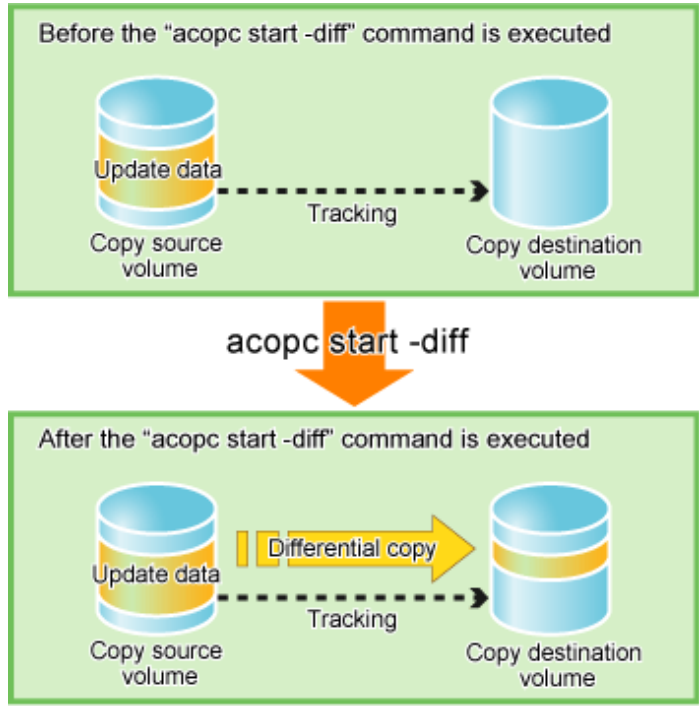 Before the “acopc start -diff” command is executed
Update data
Tracking
Copy source
volume
Copy destination
volume
acopc start -diff
After the “acopc start -diff” command is executed
Differential copy
Update data
Tracking
Copy source
volume
Copy destination
volume